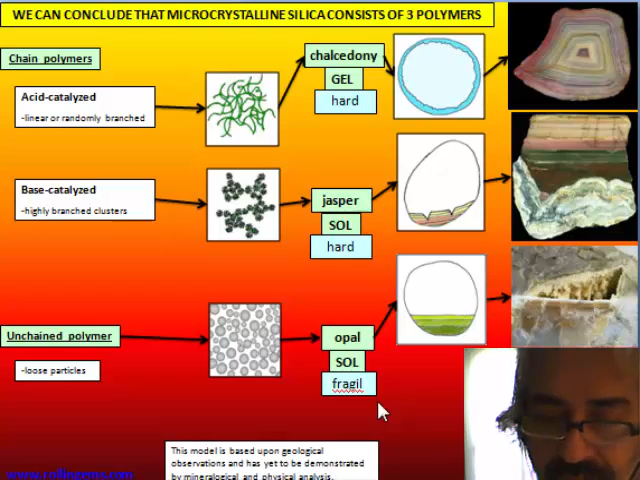 WE CAN CONCLUDE THAT MICROCRYSTALLINE SILICA CONSISTS OF 3 POLYMERS
Chain polymers
chalcedony
GEL
hard
Acid-catalyzed
-linear or randomly branched
Base-catalyzed
-highly branched clusters
jasper
SOL
hard
Unchained polymer
-loose particles
opal
SOL
fragil
This model is based upon geological
observations and has yet to be demonstrated
by mineralogical and physical analysis.